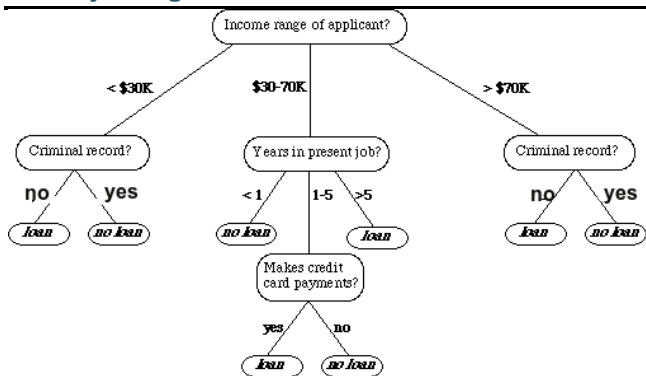 Income range of applicant?
< $30K
$30-70K
> $70K
Criminal record?
Years in present job?
Criminal record?
no
yes
< 1
1-5
>5
no
yes
loan
no loan
no loan
loan
loan
no loan
Makes credit
card payments?
yes
no
loan
no loan